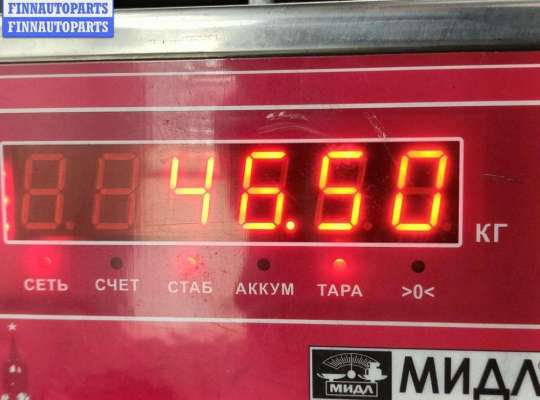 FINNAUTOPARTS
FINNAUTOPARTS
46.50 КГ
СЕТЬ СЧЕТ СТАБ АККУМ ТАРА >0<
МИДЛ МИДЛ